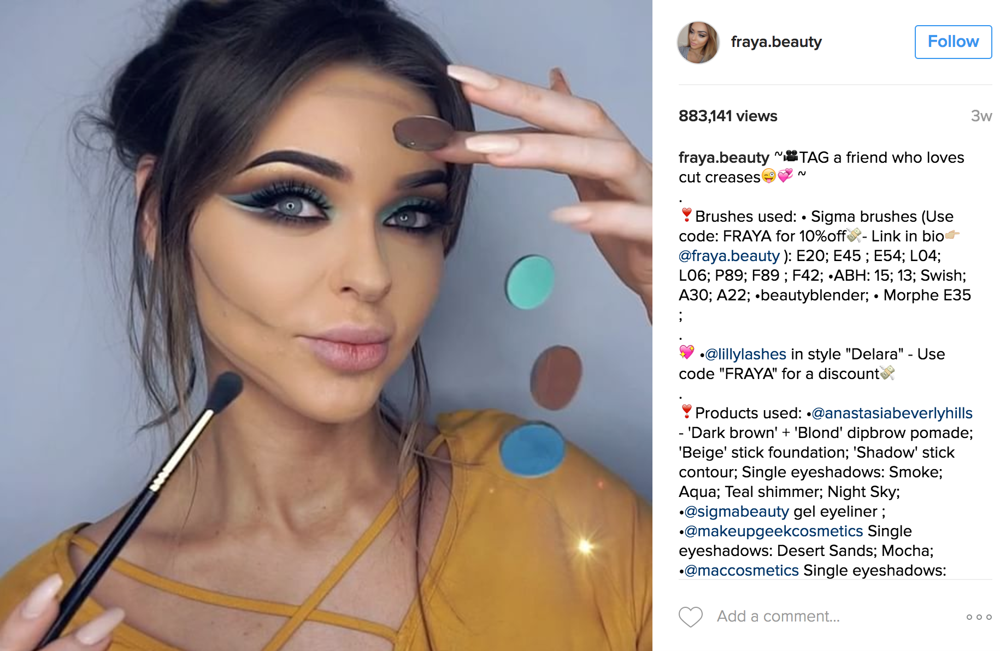 fraya.beauty
Follow
883,141 views
3w
fraya.beauty ~🎥TAG a friend who loves
cut creases😜💞 ~
.
❣️Brushes used: • Sigma brushes (Use
code: FRAYA for 10%off💸- Link in bio👉🏼
@fraya.beauty ): E20; E45 ; E54; L04;
L06; P89; F89 ; F42; •ABH: 15; 13; Swish;
A30; A22; •beautyblender; • Morphe E35
;
.
💖 •@lillylashes in style "Delara" - Use
code "FRAYA" for a discount💸
.
❣️Products used: •@anastasiabeverlyhills
- 'Dark brown' + 'Blond' dipbrow pomade;
'Beige' stick foundation; 'Shadow' stick
contour; Single eyeshadows: Smoke;
Aqua; Teal shimmer; Night Sky;
•@sigmabeauty gel eyeliner ;
•@makeupgeekcosmetics Single
eyeshadows: Desert Sands; Mocha;
•@maccosmetics Single eyeshadows:
Add a comment...